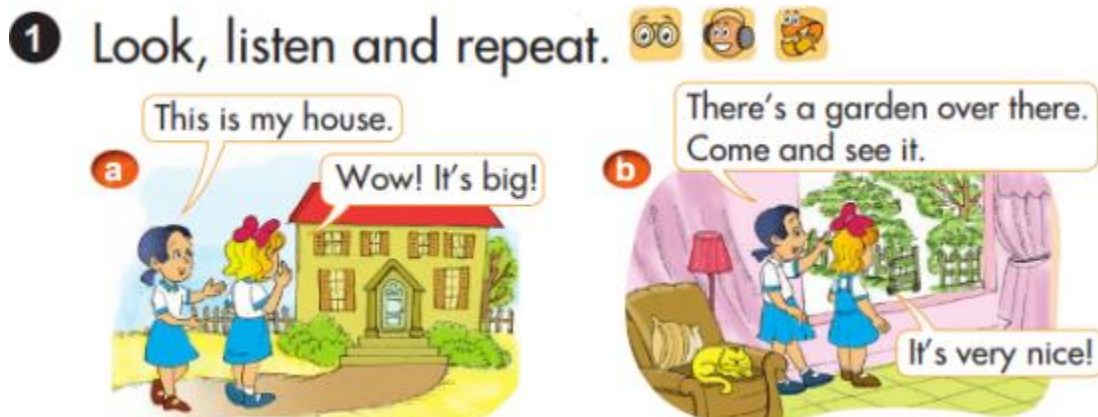 1 Look, listen and repeat.
This is my house.
a
Wow! It's big!
There's a garden over there.
Come and see it.
b
It's very nice!